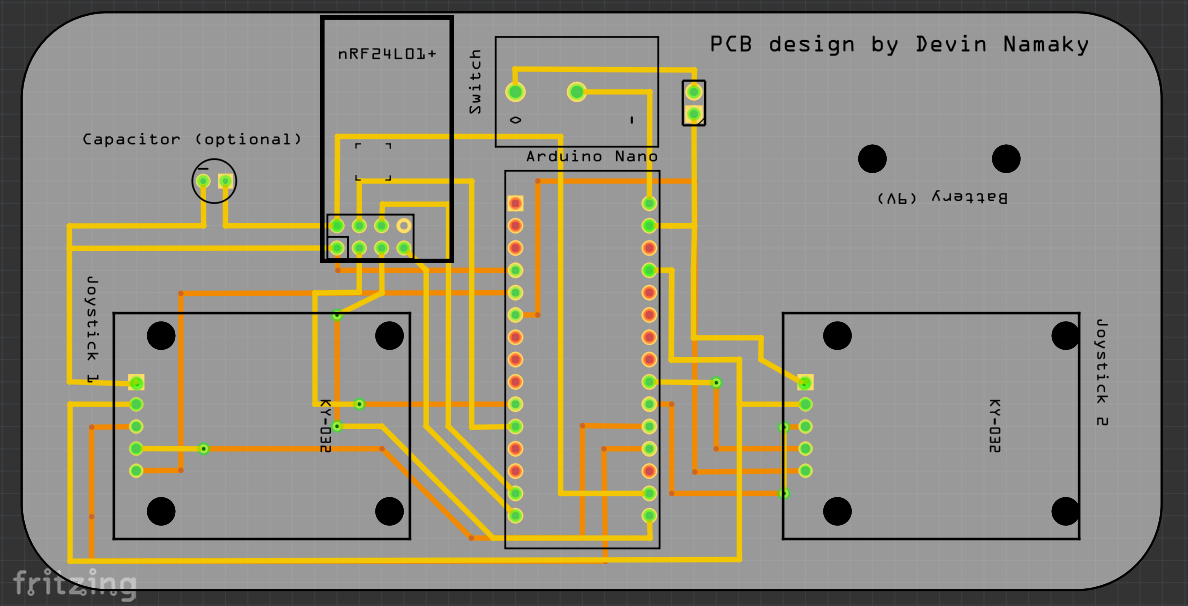 PCB design by Devin Namaky
nRF24L01+
Switch
Capacitor (optional)
Arduino Nano
Battery (9V)
Joystick 1
Joystick 2
KY-032
KY-032
fritzing